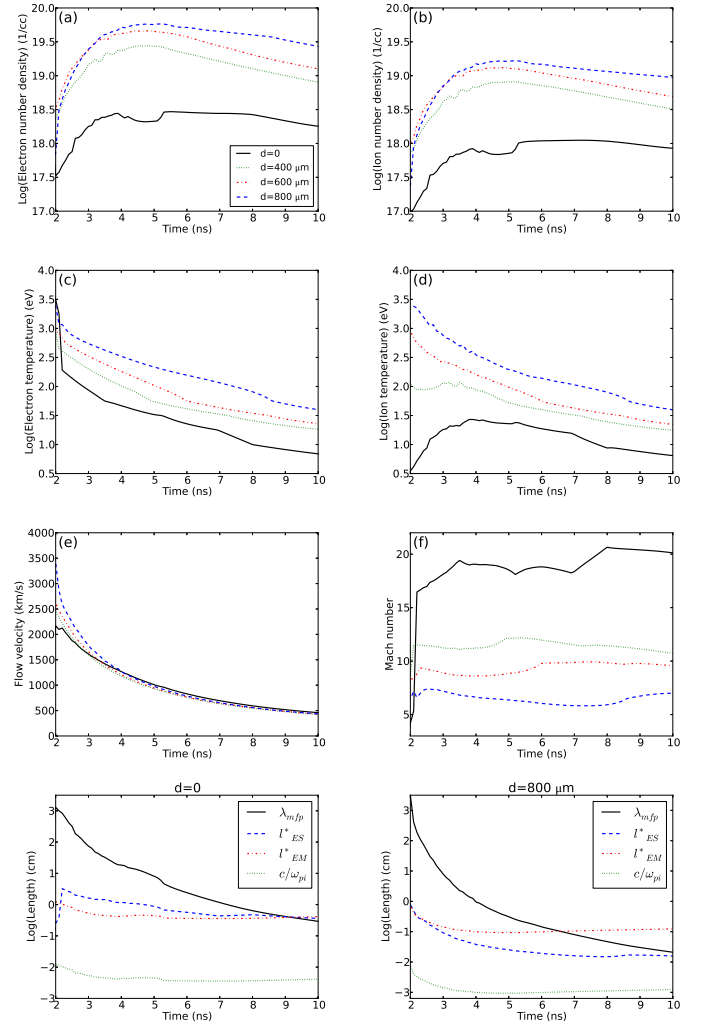 (a)
20.0
19.5
19.0
18.5
18.0
17.5
17.0
Log(Electron number density) (1/cc)
d=0
d=400 μm
d=600 μm
d=800 μm
2 3 4 5 6 7 8 9 10
Time (ns)
(b)
20.0
19.5
19.0
18.5
18.0
17.5
17.0
Log(Ion number density) (1/cc)
2 3 4 5 6 7 8 9 10
Time (ns)
(c)
4.0
3.5
3.0
2.5
2.0
1.5
1.0
0.5
Log(Electron temperature) (eV)
2 3 4 5 6 7 8 9 10
Time (ns)
(d)
4.0
3.5
3.0
2.5
2.0
1.5
1.0
0.5
Log(Ion temperature) (eV)
2 3 4 5 6 7 8 9 10
Time (ns)
(e)
4000
3500
3000
2500
2000
1500
1000
500
0
Flow velocity (km/s)
2 3 4 5 6 7 8 9 10
Time (ns)
(f)
20
15
10
5
Mach number
2 3 4 5 6 7 8 9 10
Time (ns)
d=0
3
2
1
0
−1
−2
−3
Log(Length) (cm)
λmfp
l*ES
l*EM
c/ωpi
2 3 4 5 6 7 8 9 10
Time (ns)
d=800 μm
3
2
1
0
−1
−2
−3
Log(Length) (cm)
λmfp
l*ES
l*EM
c/ωpi
2 3 4 5 6 7 8 9 10
Time (ns)